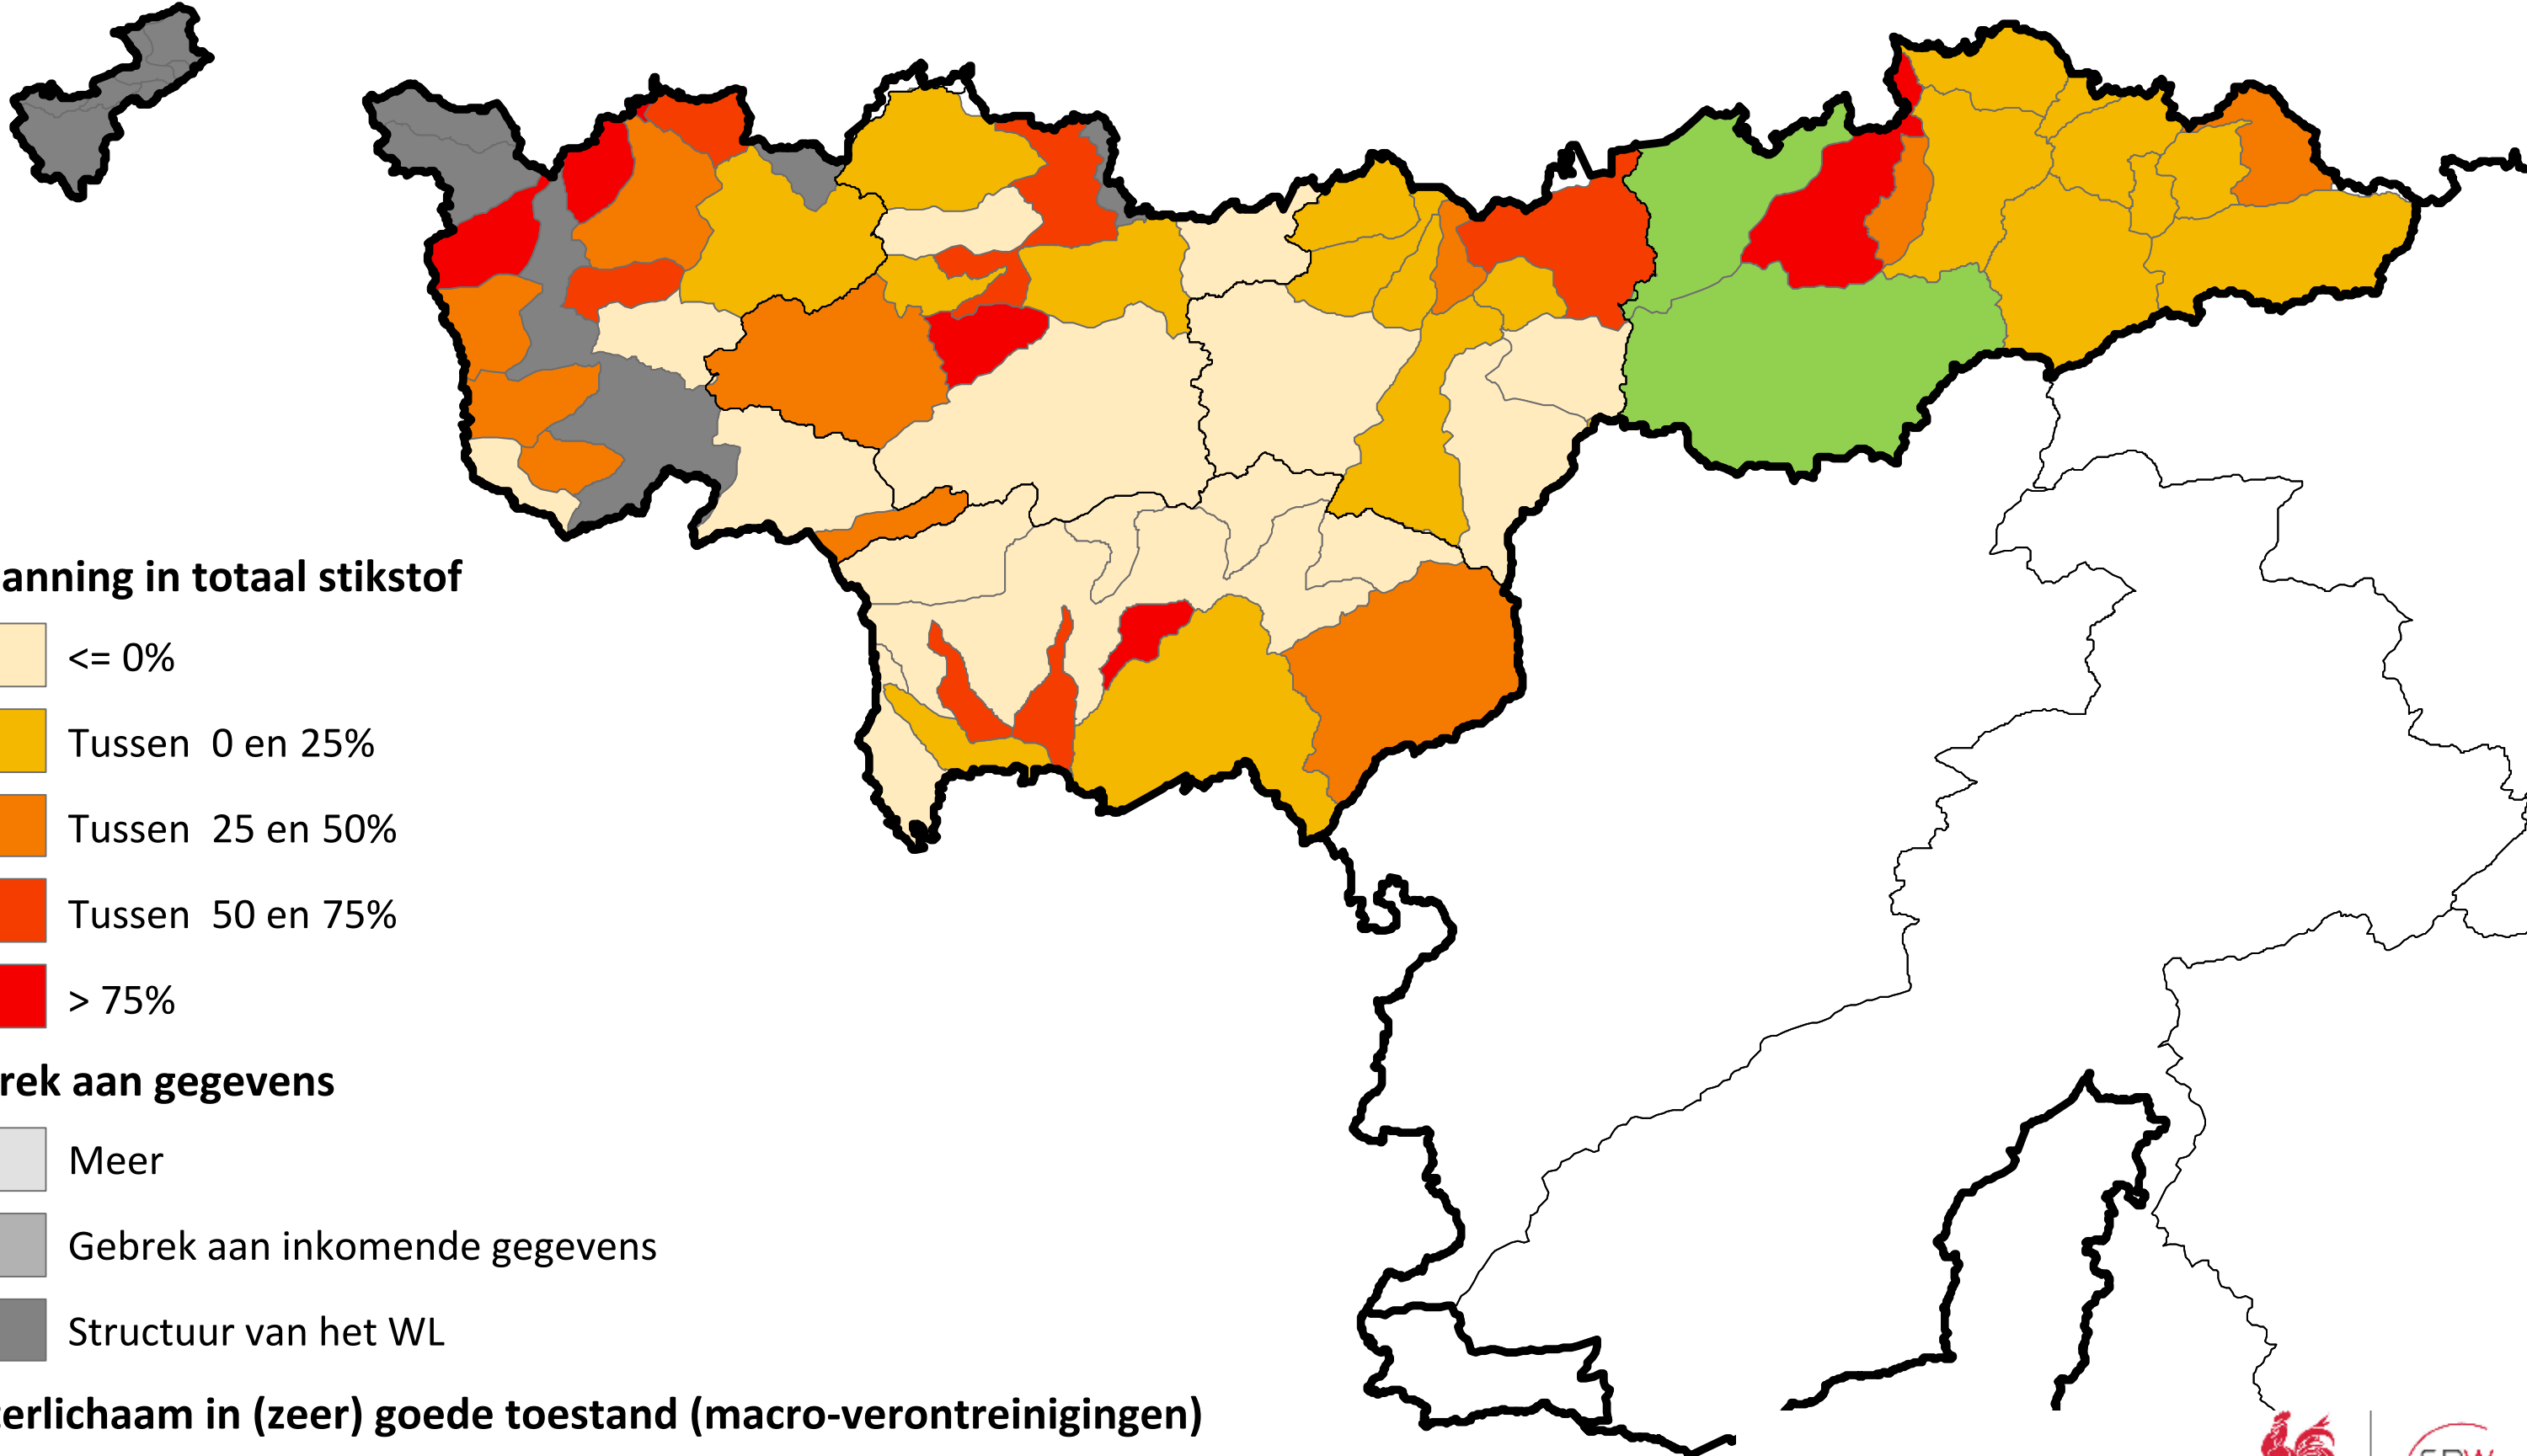 anning in totaal stikstof
<= 0%
Tussen 0 en 25%
Tussen 25 en 50%
Tussen 50 en 75%
> 75%
rek aan gegevens
Meer
Gebrek aan inkomende gegevens
Structuur van het WL
terlichaam in (zeer) goede toestand (macro-verontreinigingen)